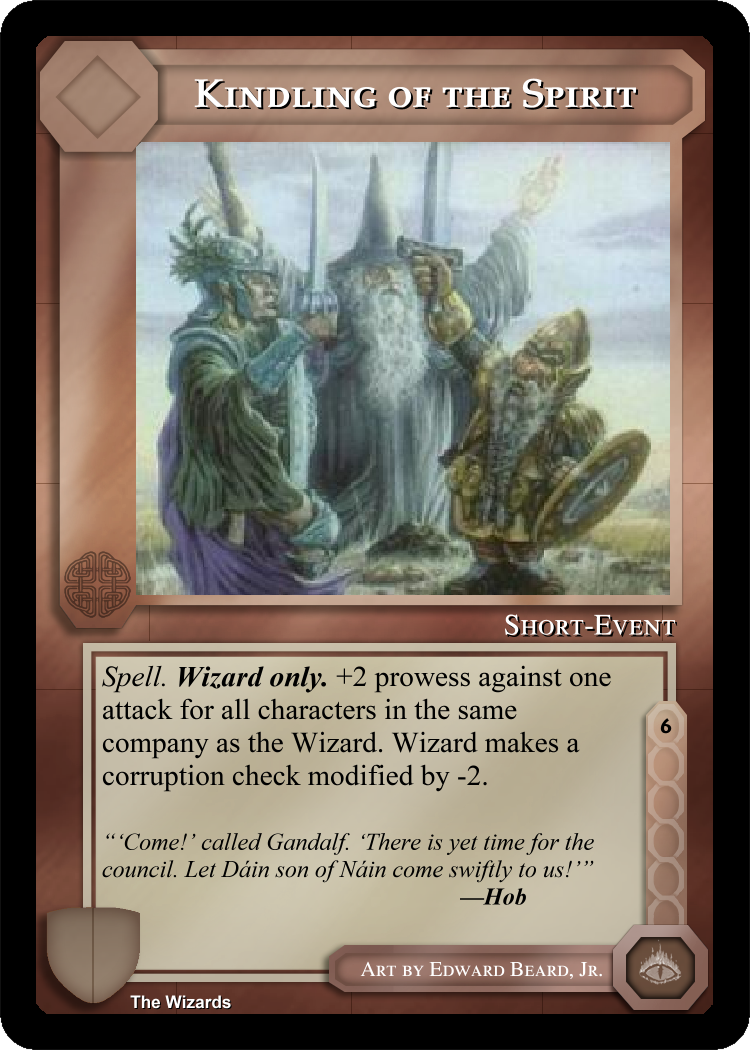 Kindling of the Spirit
Short-Event
Spell. Wizard only. +2 prowess against one
attack for all characters in the same
company as the Wizard. Wizard makes a
corruption check modified by -2.
6
“‘Come!’ called Gandalf. ‘There is yet time for the
council. Let Dáin son of Náin come swiftly to us!’”
—Hob
Art by Edward Beard, Jr.
The Wizards